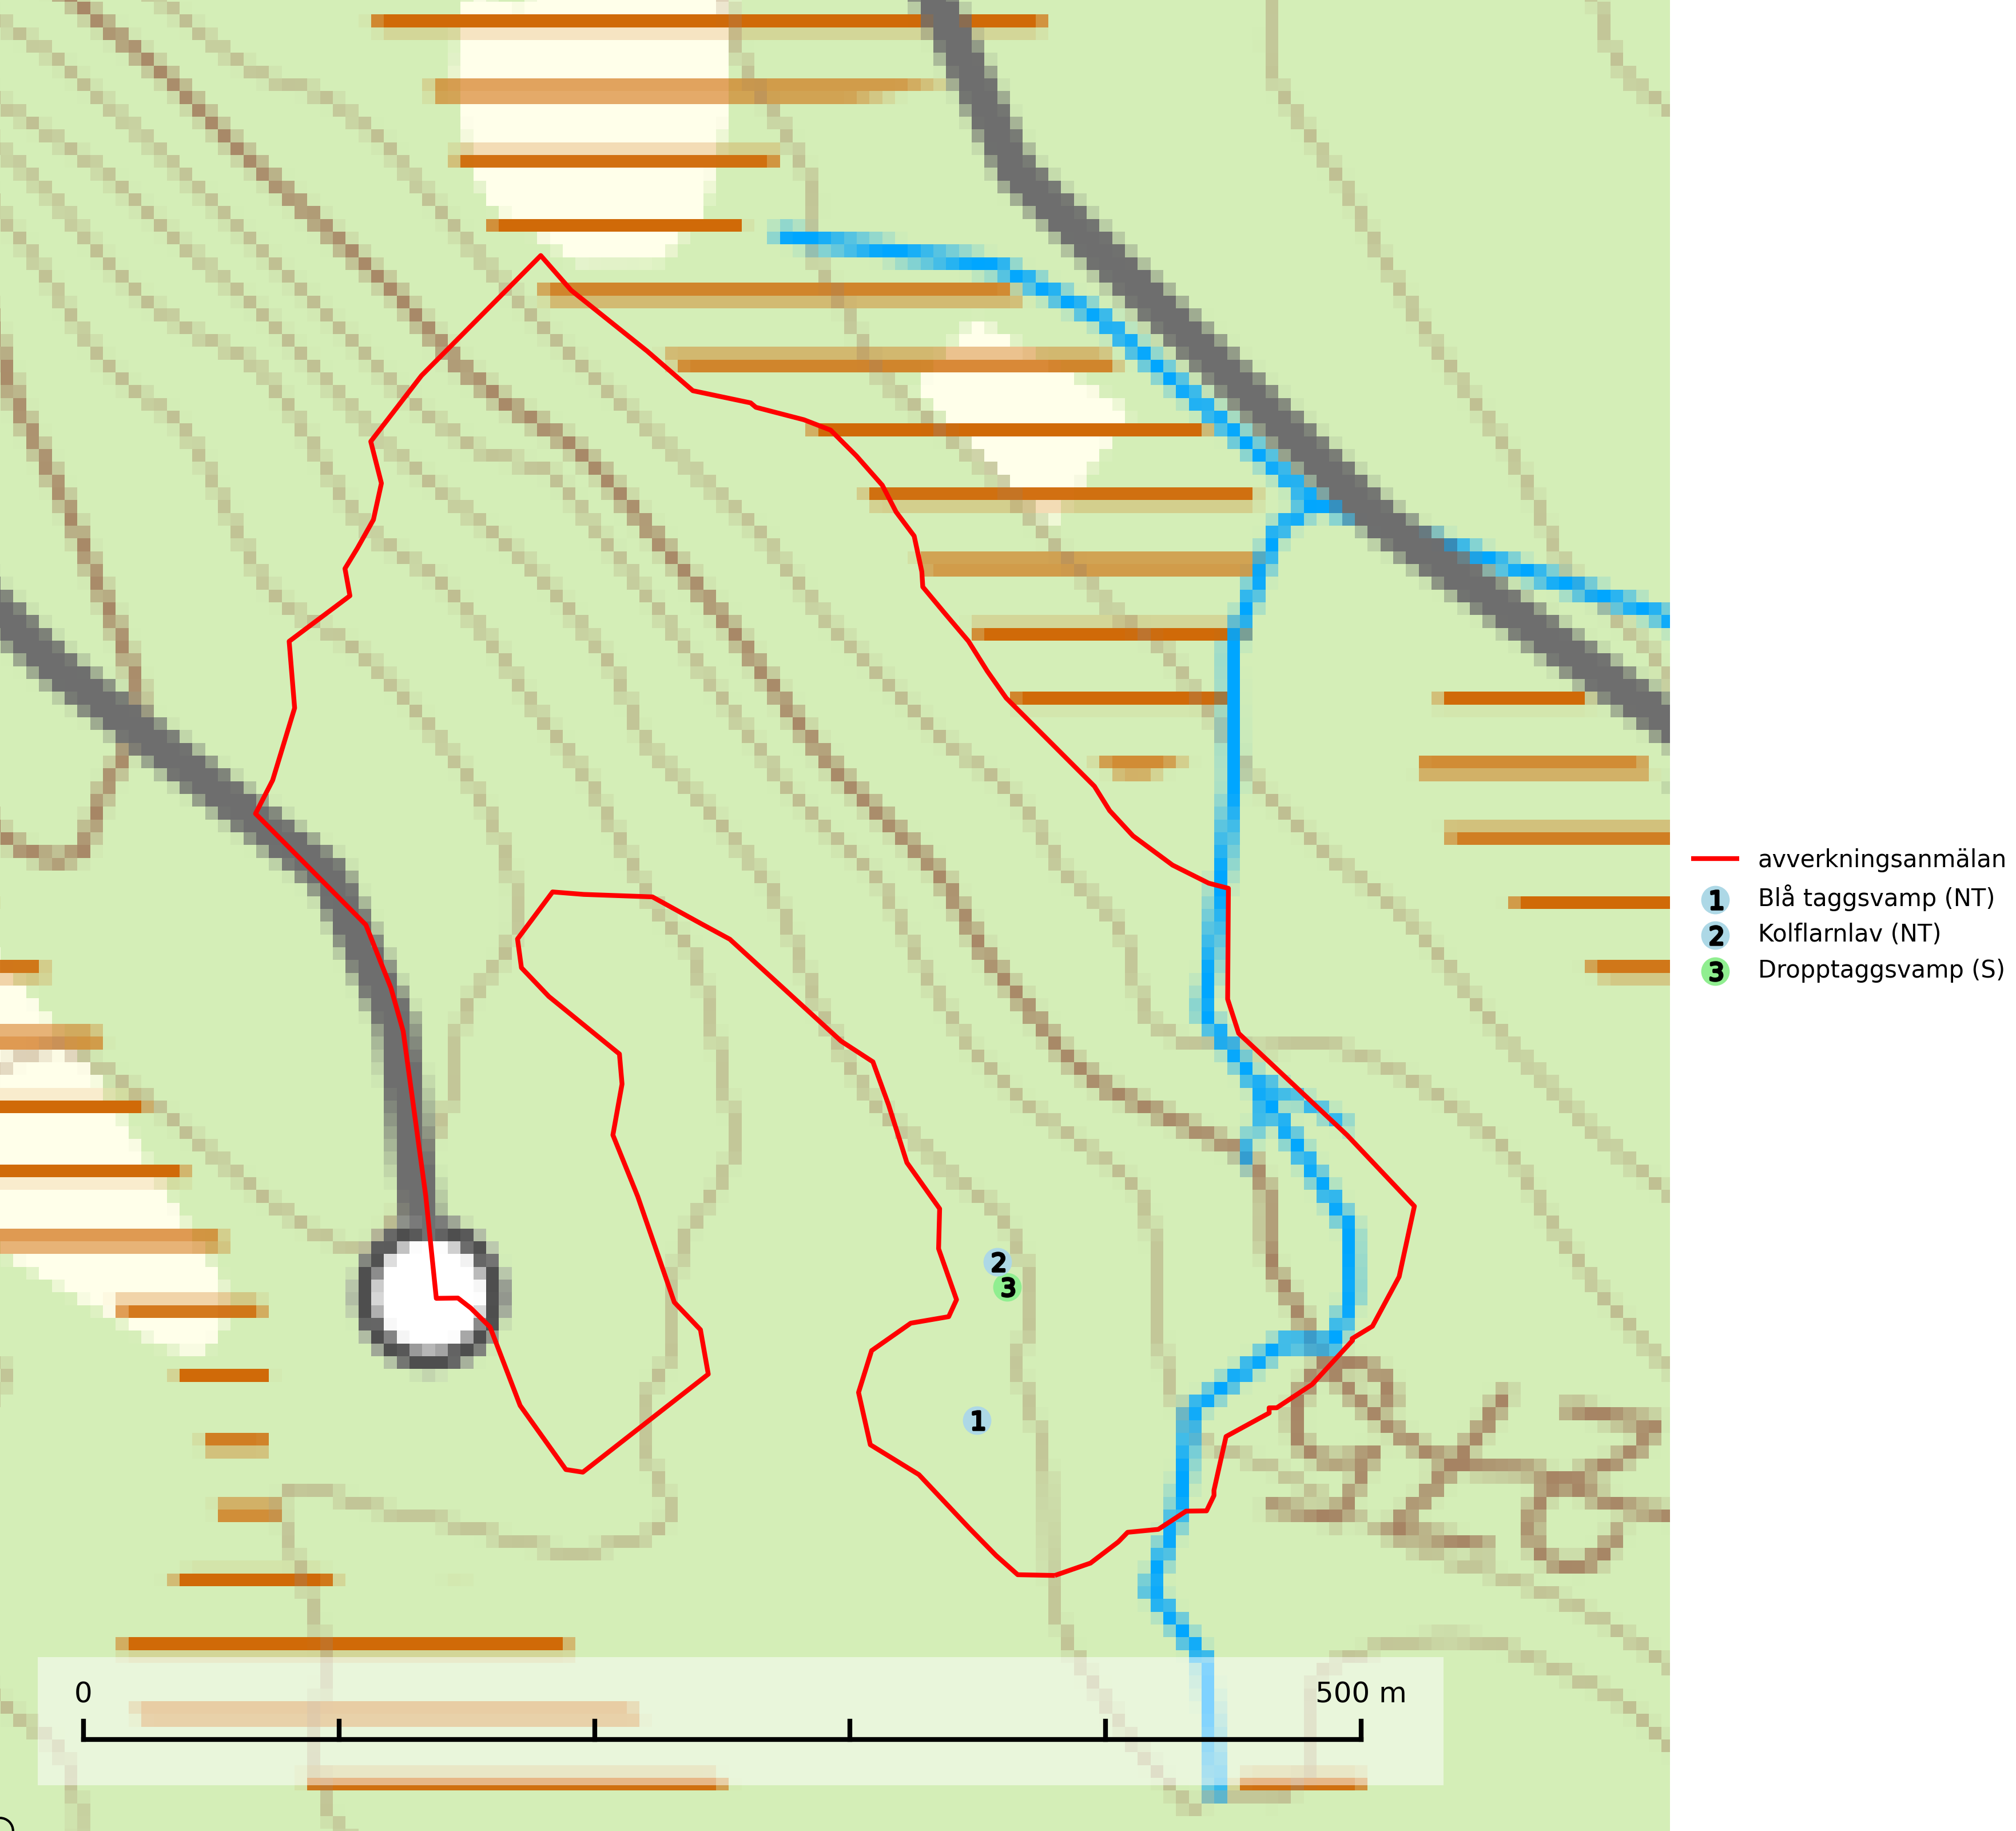 avverkningsanmälan
1 Blå taggsvamp (NT)
2 Kolflarnlav (NT)
3 Dropptaggsvamp (S)
2
3
1
0 500 m